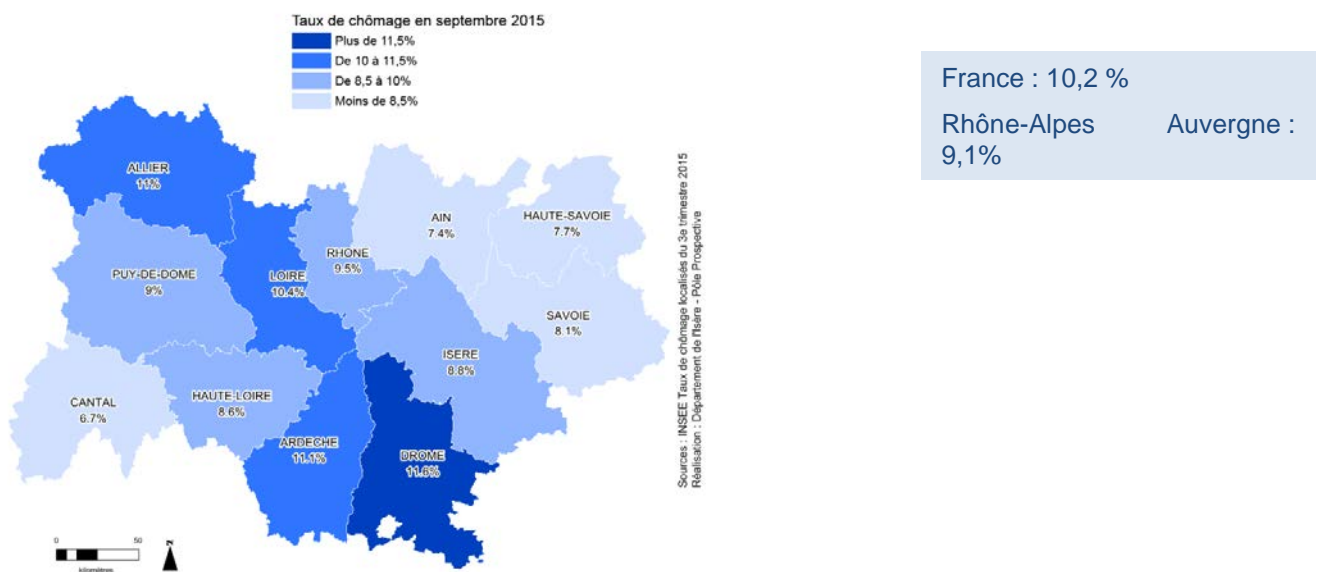 Taux de chômage en septembre 2015
Plus de 11,5%
De 10 à 11,5%
De 8,5 à 10%
Moins de 8,5%
France : 10,2 %
Rhône-Alpes Auvergne :
9,1%
ALLIER
11%
AIN
7.4%
HAUTE-SAVOIE
7.7%
RHONE
9.5%
PUY-DE-DOME
9%
LOIRE
10.4%
SAVOIE
8.1%
ISERE
8.8%
CANTAL
6.7%
HAUTE-LOIRE
8.6%
ARDECHE
11.1%
DROME
11.6%
Sources : INSEE Taux de chômage localisés du 3e trimestre 2015
Réalisation : Département de l'Isère - Pôle Prospective
0 50
kilomètres
N